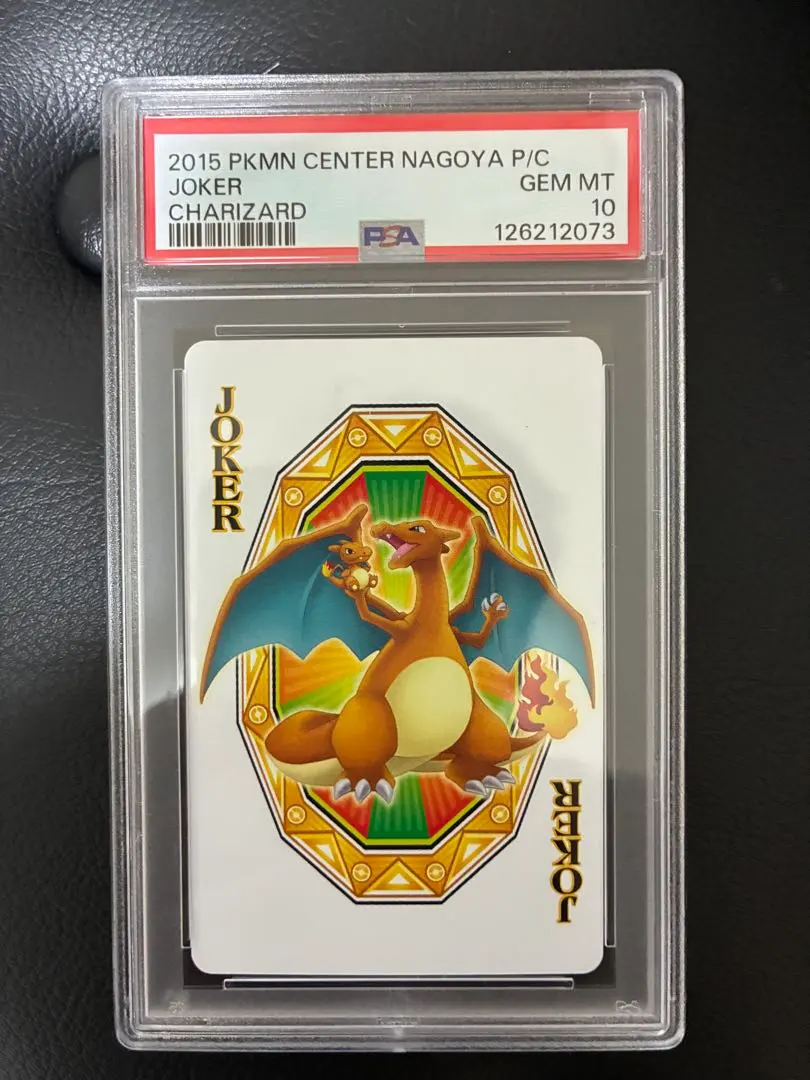 2015 PKMN CENTER NAGOYA P/C
JOKER GEM MT
CHARIZARD 10
PSA 126212073
JOKER
JOKER